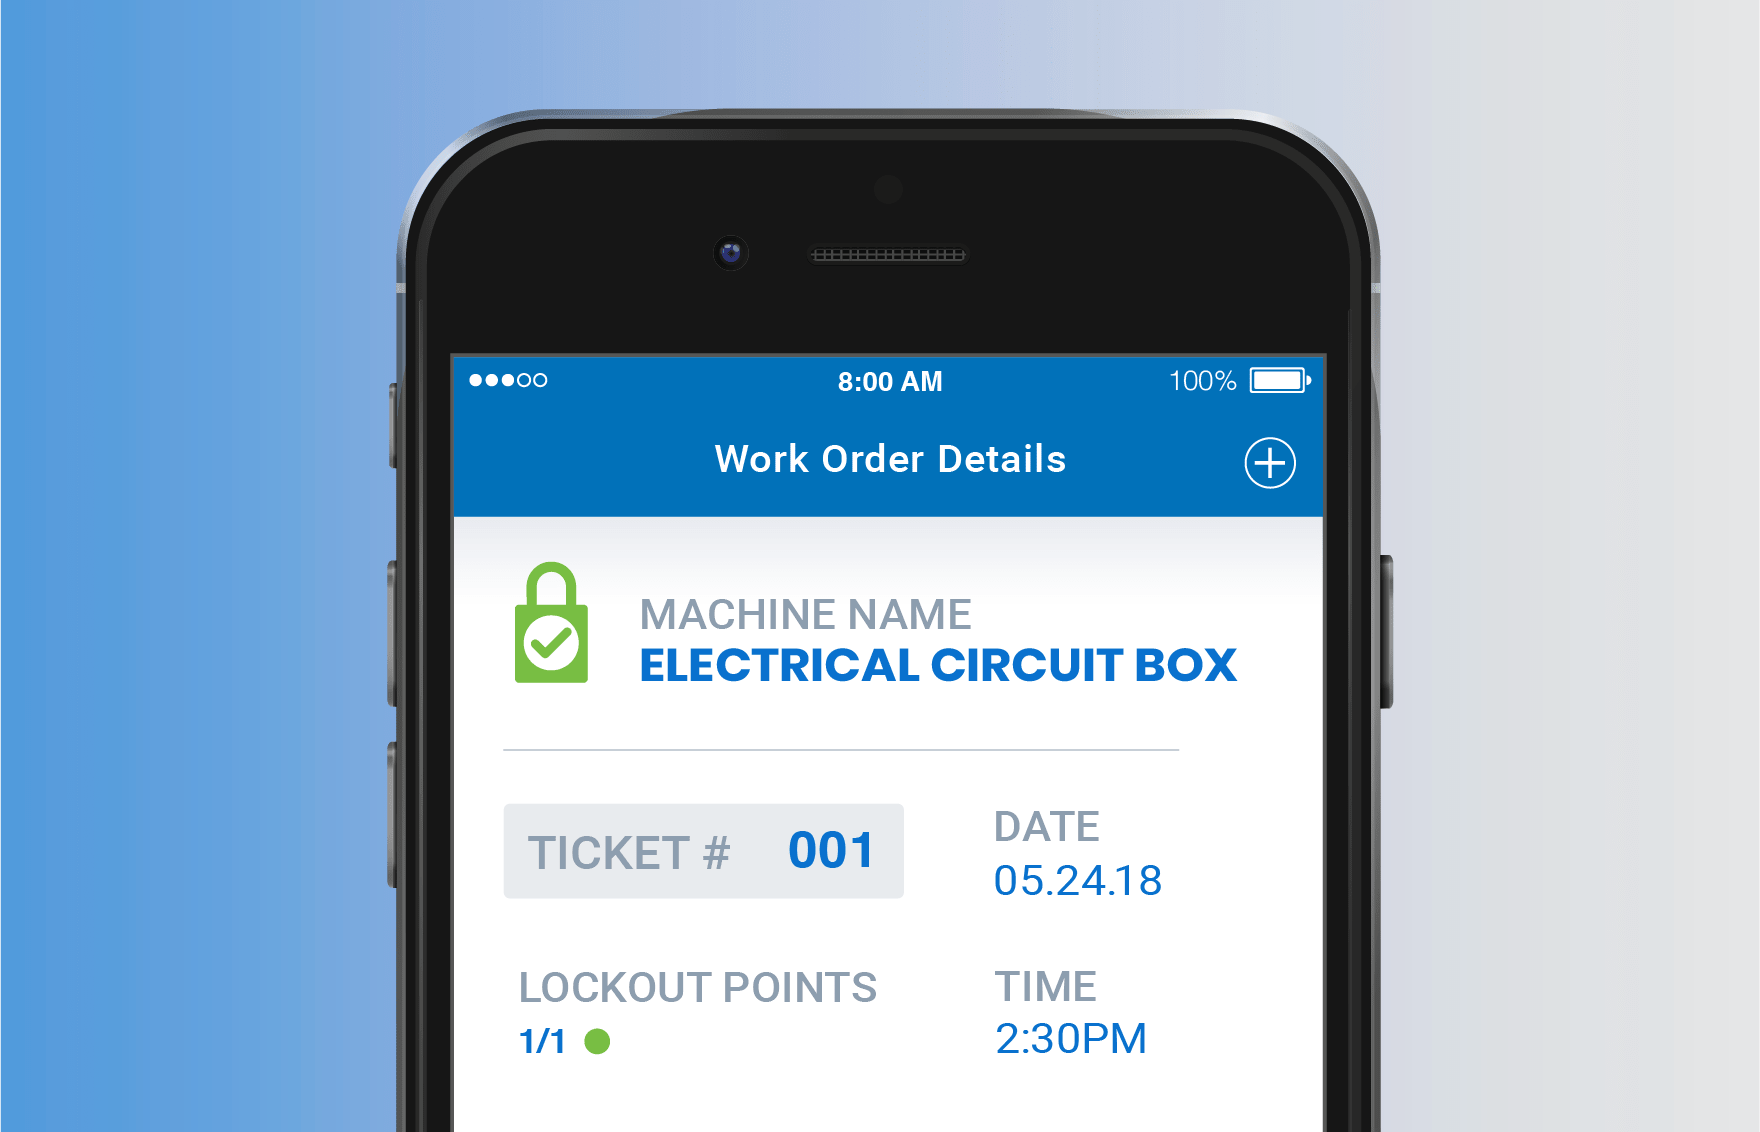 8:00 AM
100%
Work Order Details
MACHINE NAME
ELECTRICAL CIRCUIT BOX
TICKET # 001
DATE
05.24.18
LOCKOUT POINTS
1/1
TIME
2:30PM